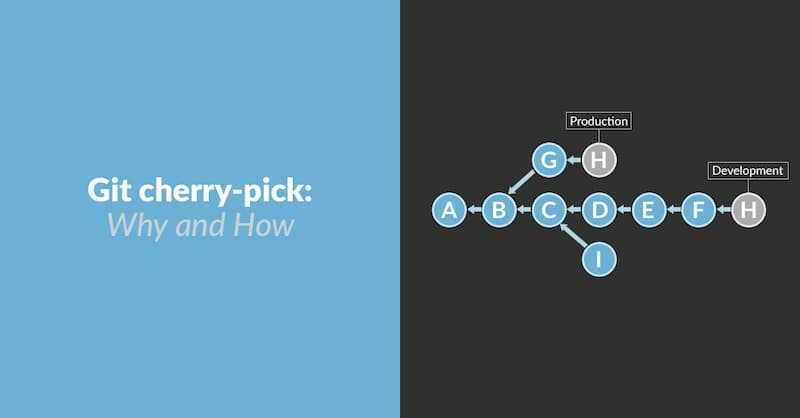 Git cherry-pick:
Why and How
Production
G H
Development
A B C D E F H
I